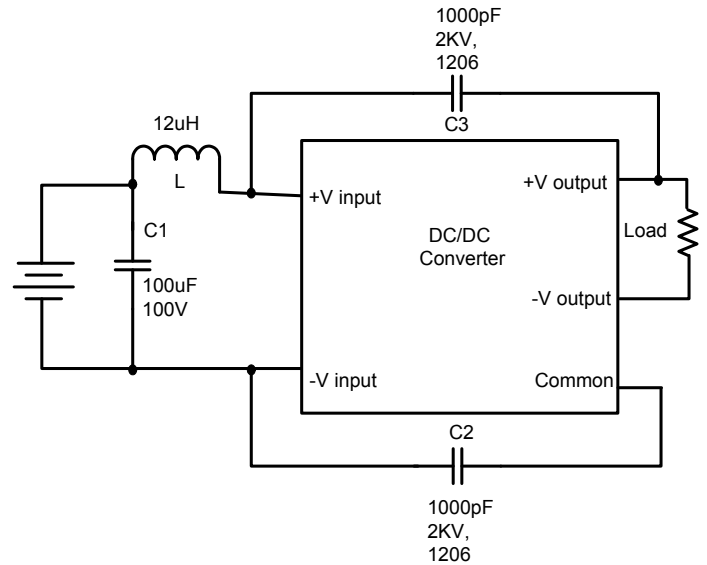 1000pF
2KV,
1206
C3
12uH
L
+V input
+V output
C1
DC/DC
Converter
Load
100uF
100V
-V output
-V input
Common
C2
1000pF
2KV,
1206